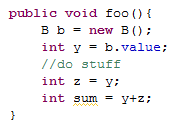 public void foo(){
B b = new B();
int y = b.value;
//do stuff
int z = y;
int sum = y+z;
}